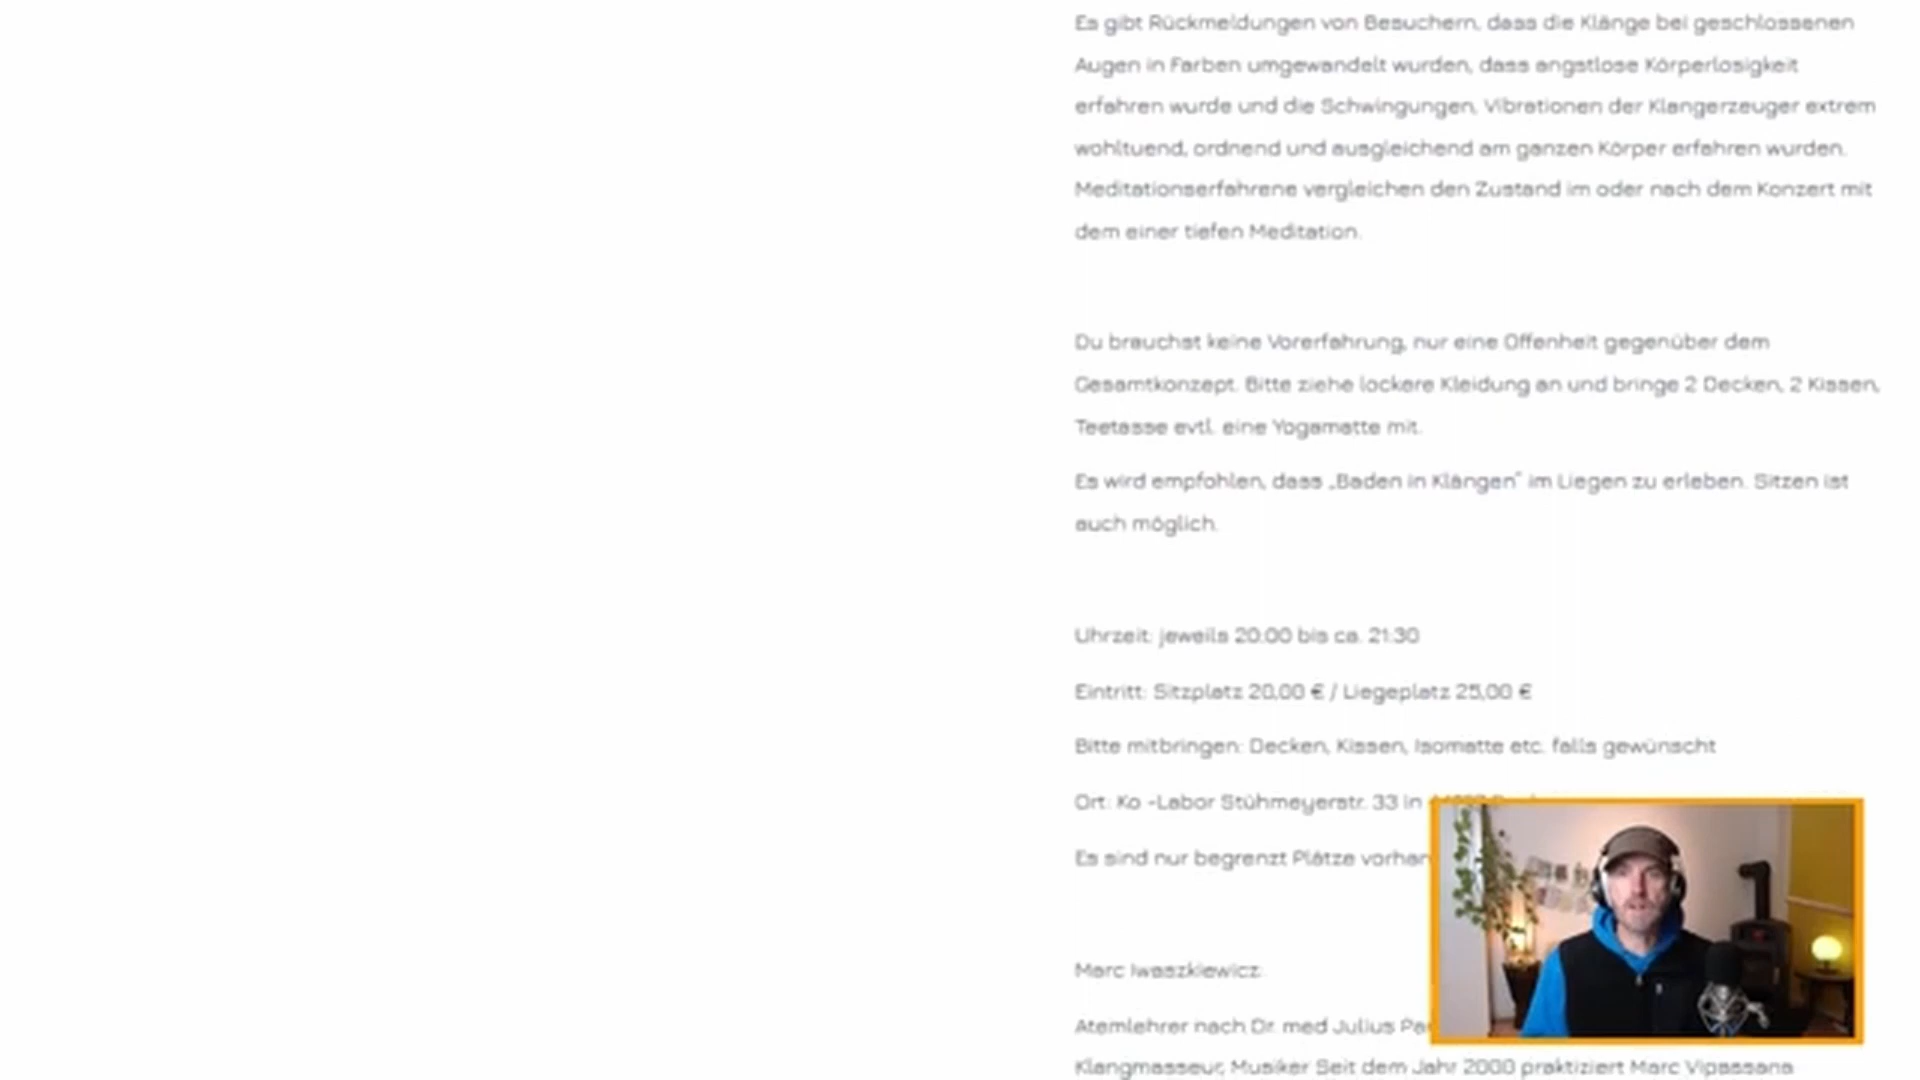 Es gibt Rückmeldungen von Besuchern, dass die Klänge bei geschlossenen
Augen in Farben umgewandelt wurden, dass angstlose Körperlosigkeit
erfahren wurde und die Schwingungen, Vibrationen der Klangerzeuger extrem
wohltuend, ordnend und ausgleichend am ganzen Körper erfahren wurden.
Meditationserfahrene vergleichen den Zustand im oder nach dem Konzert mit
dem einer tiefen Meditation.
Du brauchst keine Vorerfahrung, nur eine Offenheit gegenüber dem
Gesamtkonzept. Bitte ziehe lockere Kleidung an und bringe 2 Decken, 2 Kissen,
Teetasse evtl. eine Yogamatte mit.
Es wird empfohlen, dass „Baden in Klängen“ im Liegen zu erleben. Sitzen ist
auch möglich.
Uhrzeit: jeweils 20:00 bis ca. 21:30
Eintritt: Sitzplatz 20,00 € / Liegeplatz 25,00 €
Bitte mitbringen: Decken, Kissen, Isomatte etc. falls gewünscht
Ort: Ko -Labor Stühmeyerstr. 33 in
Es sind nur begrenzt Plätze
Marc Iwaszkiewicz:
Atemlehrer nach Dr. med Julius
Klangmasseur, Musiker Seit dem Jahr 2000 praktiziert Marc Vipassana